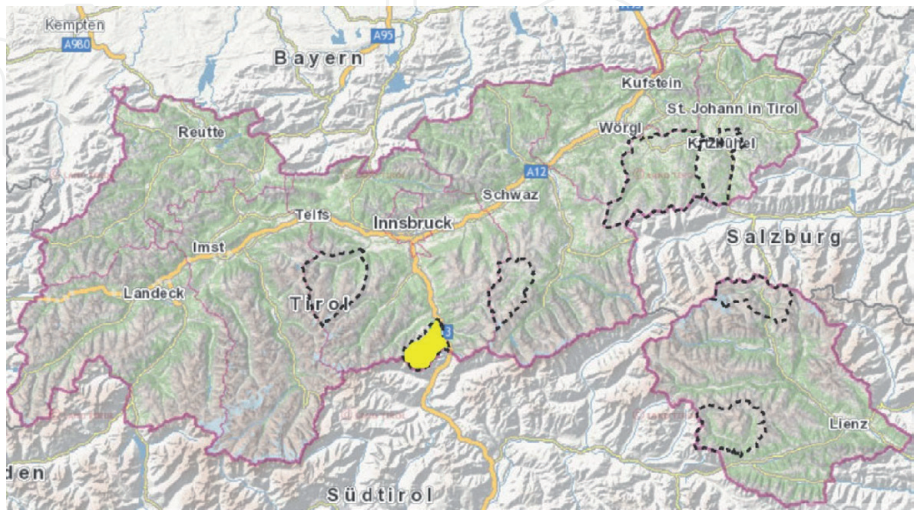 Kempten
A980
A95
Bayern
Kufstein
St. Johann in Tirol
Reutte
Wörgl
Kitzbühel
A12
Schwaz
Telfs
Innsbruck
Salzburg
Imst
Landeck
Tirol
Lienz
Südtirol